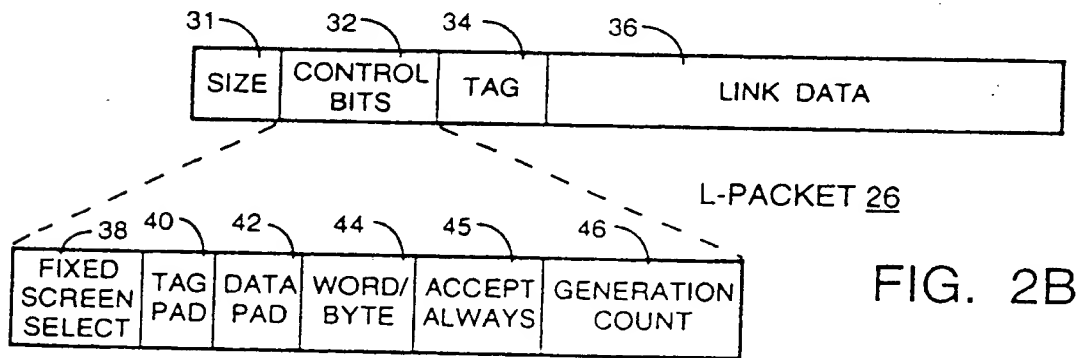 31 32 34 36
SIZE CONTROL BITS TAG LINK DATA
L-PACKET 26
38 40 42 44 45 46
FIXED SCREEN SELECT TAG PAD DATA PAD WORD/BYTE ACCEPT ALWAYS GENERATION COUNT
FIG. 2B